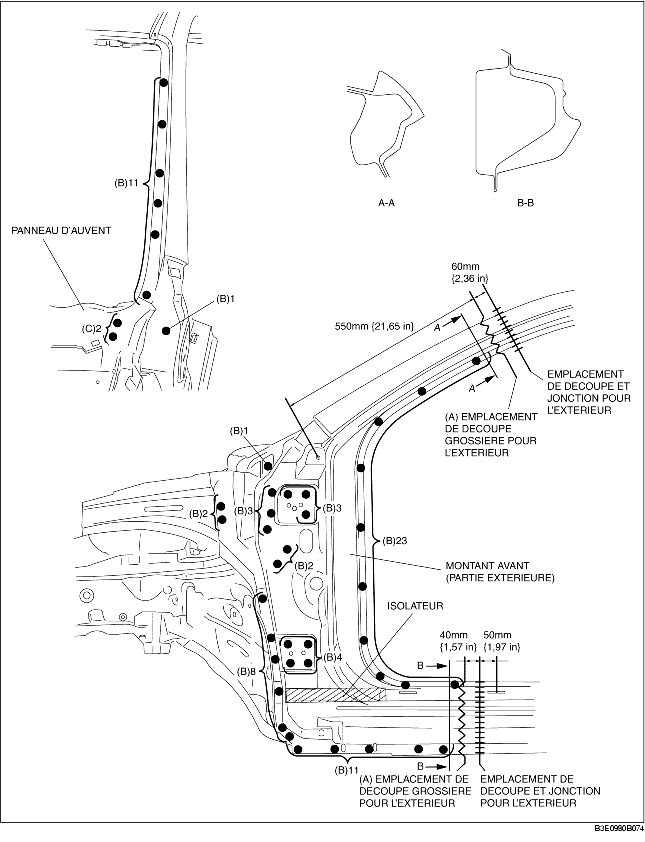 (B)11
A-A
B-B
PANNEAU D'AUVENT
(B)1
(C)2
60mm
{2,36 in}
550mm {21,65 in}
A
A
EMPLACEMENT
DE DECOUPE ET
JONCTION POUR
L'EXTERIEUR
(A) EMPLACEMENT
DE DECOUPE
GROSSIERE POUR
L'EXTERIEUR
(B)1
(B)2
(B)3
(B)3
(B)23
(B)2
MONTANT AVANT
(PARTIE EXTERIEURE)
ISOLATEUR
40mm
{1,57 in}
50mm
{1,97 in}
B
(B)4
(B)8
B
(B)11
(A) EMPLACEMENT DE
DECOUPE GROSSIERE
POUR L'EXTERIEUR
EMPLACEMENT DE
DECOUPE ET JONCTION
POUR L'EXTERIEUR
B3E0980B074